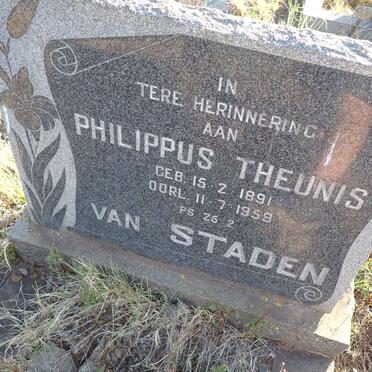 IN
TERE HERINNERING
AAN
PHILIPPUS THEUNIS
GEB. 15. 2. 1891
OORL. 11. 7. 1959
PS 26. 2
VAN STADEN